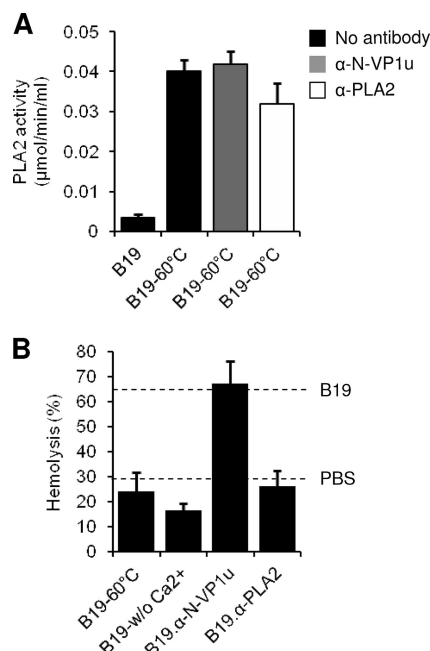 A
PLA2 activity
(µmol/min/ml)
0.05
0.04
0.03
0.02
0.01
0
B19
B19-60°C
B19-60°C
B19-60°C
No antibody
α-N-VP1u
α-PLA2
B
Hemolysis (%)
80
70
60
50
40
30
20
10
0
B19
PBS
B19-60°C
B19-w/o Ca2+
B19.α-N-VP1u
B19.α-PLA2